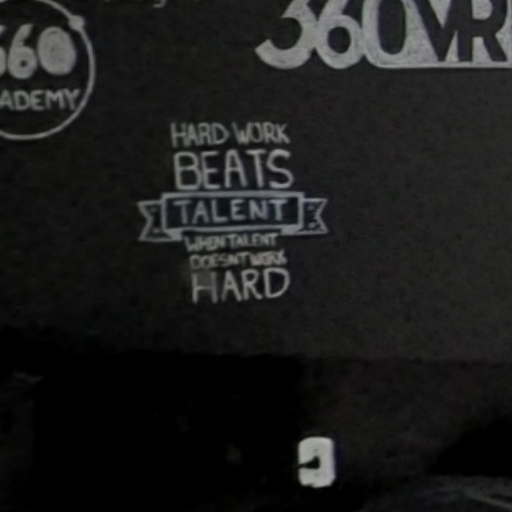 360VR
360
ADEMY
HARD WORK
BEATS
TALENT
WHEN TALENT
DOESN'T WORK
HARD